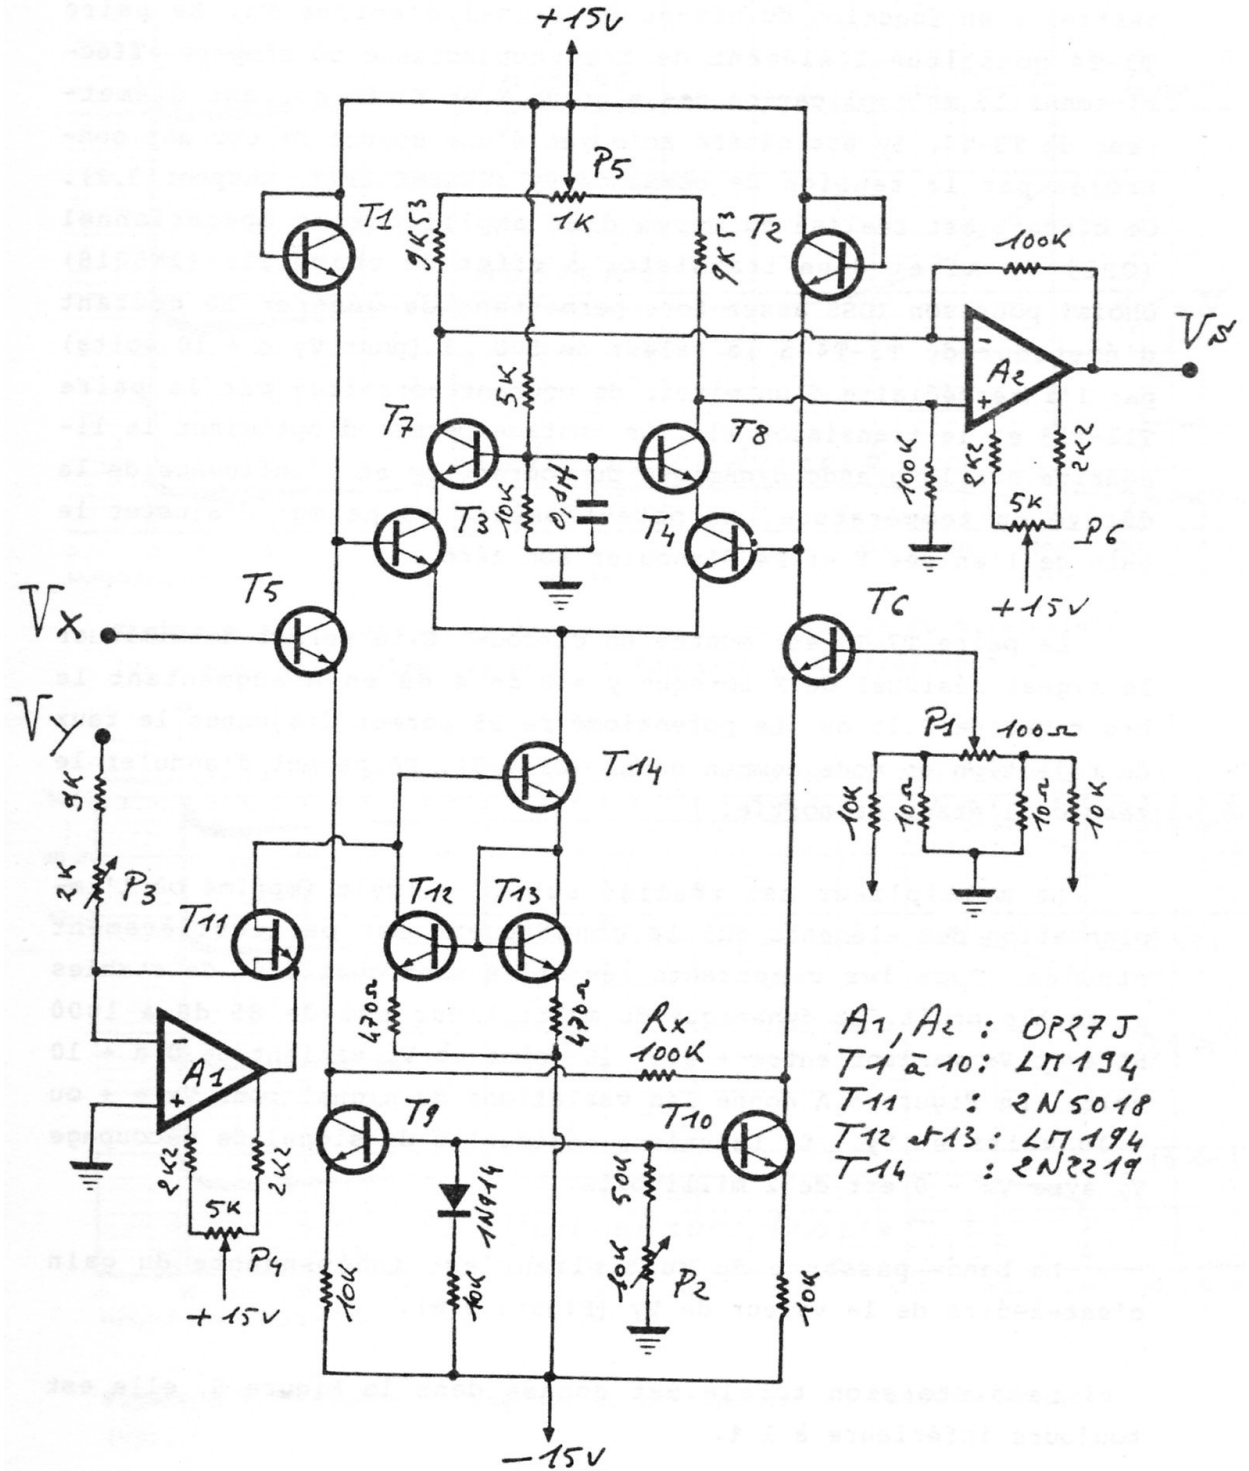 +15V
P5
1K
T1
9K53
9K53
T2
100K
A2
-
+
Vs
5K
T7
T8
10K
0,1µF
T3
T4
100K
2K2
2K2
5K
P6
+15V
T5
T6
Vx
Vy
P1
100Ω
10K
10Ω
10Ω
10K
T14
9K
2K
P3
T11
T12
T13
470Ω
470Ω
Rx
100K
A1, A2 : OP27J
T1 à 10 : LM194
T11 : 2N5018
T12 et 13 : LM194
T14 : 2N2219
-
+
A1
T9
T10
2K2
2K2
5K
P4
+15V
1N914
50K
10K
P2
10K
10K
10K
-15V